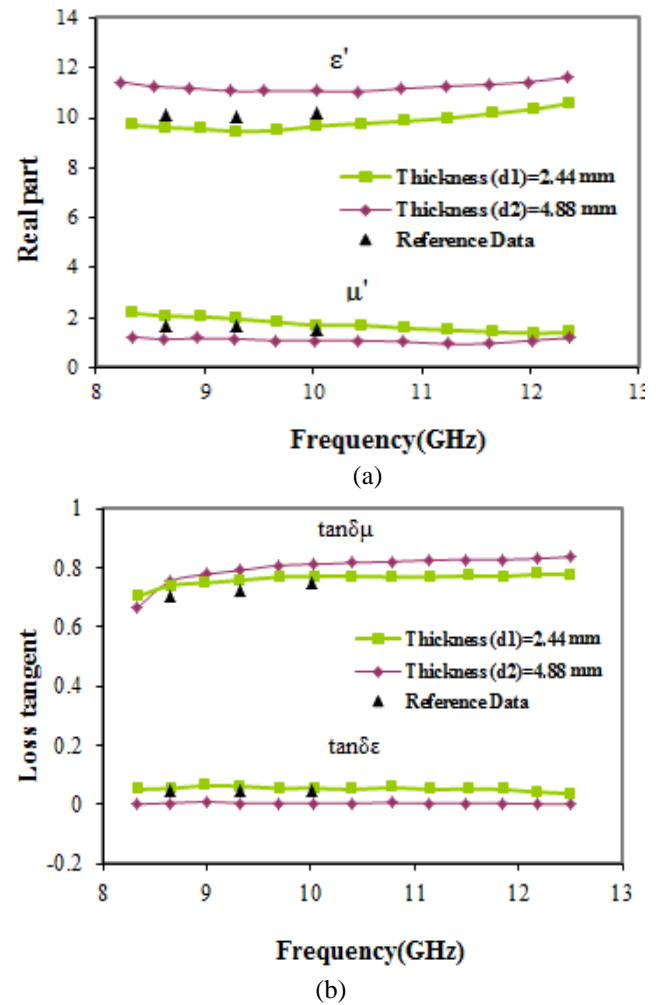 14
12
10
8
6
4
2
0
Real part
ε'
Thickness (d1)=2.44 mm
Thickness (d2)=4.88 mm
Reference Data
μ'
8 9 10 11 12 13
Frequency(GHz)
(a)
1
0.8
0.6
0.4
0.2
0
-0.2
Loss tangent
tanδμ
Thickness (d1)=2.44 mm
Thickness (d2)=4.88 mm
Reference Data
tanδε
8 9 10 11 12 13
Frequency(GHz)
(b)